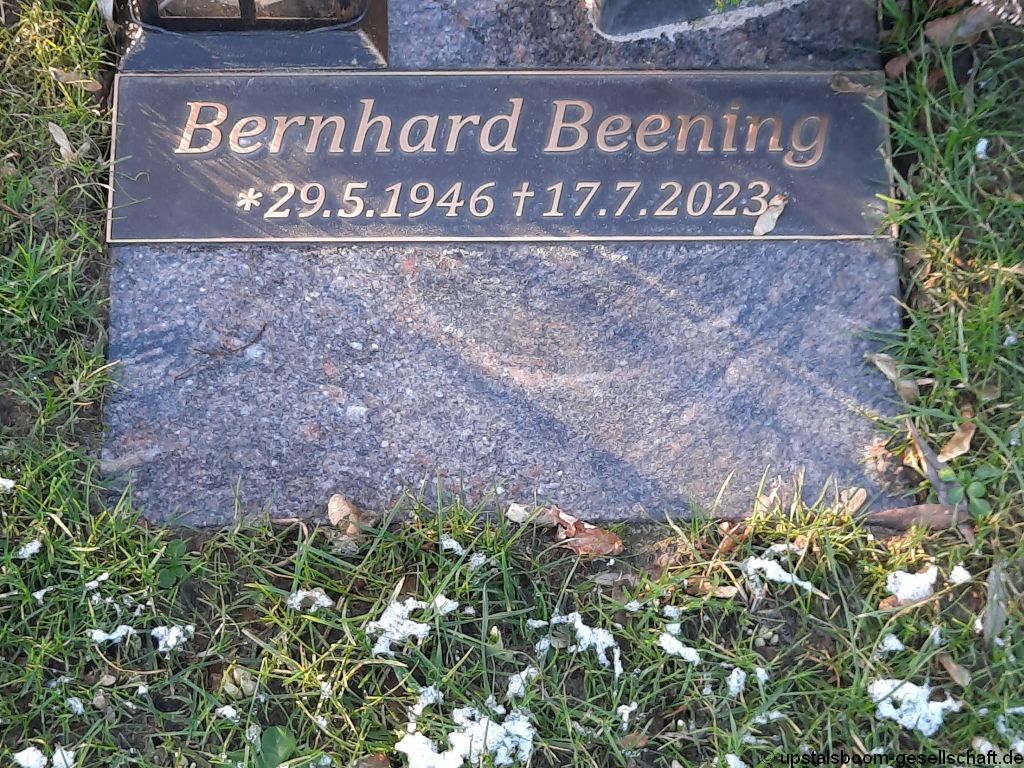 Bernhard Beening
*29.5.1946 †17.7.2023
© upstalsboom-gesellschaft.de